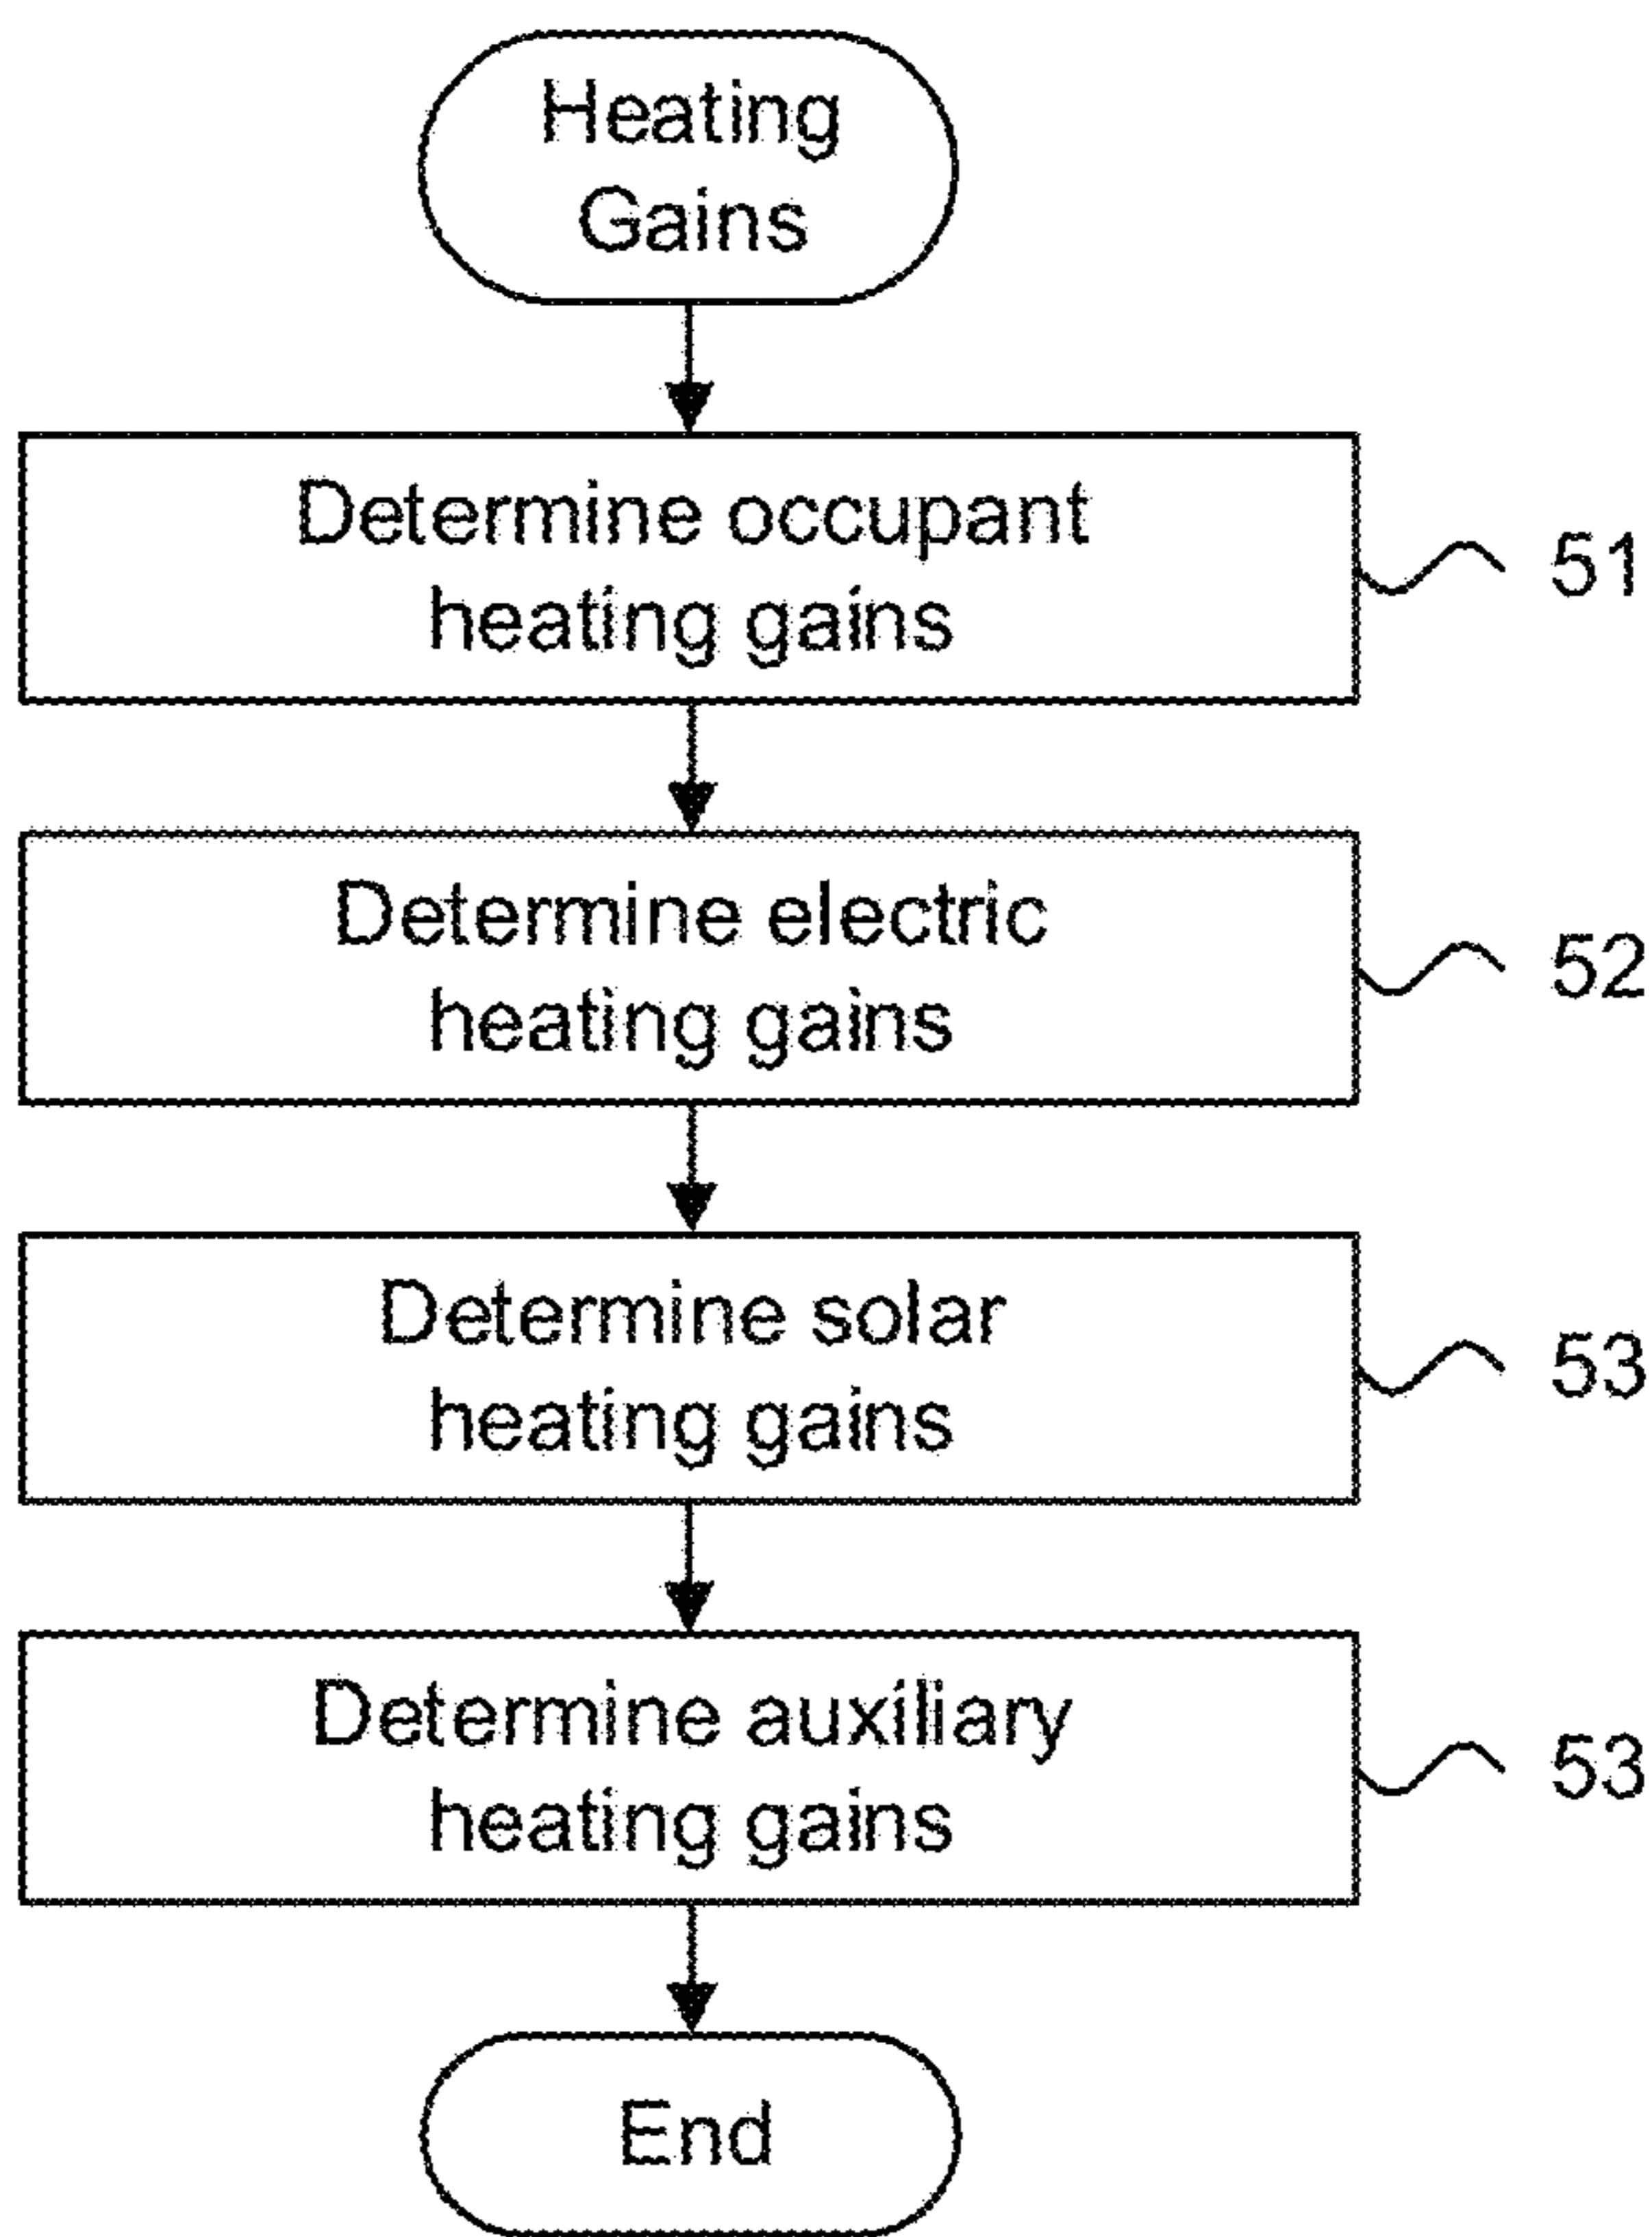 Heating
Gains
Determine occupant
heating gains
51
Determine electric
heating gains
52
Determine solar
heating gains
53
Determine auxiliary
heating gains
53
End